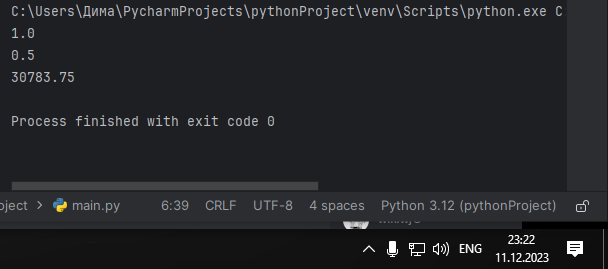 C:\Users\Дима\PycharmProjects\pythonProject\venv\Scripts\python.exe C
1.0
0.5
30783.75
Process finished with exit code 0
oject > main.py 6:39 CRLF UTF-8 4 spaces Python 3.12 (pythonProject)
ENG 23:22
11.12.2023